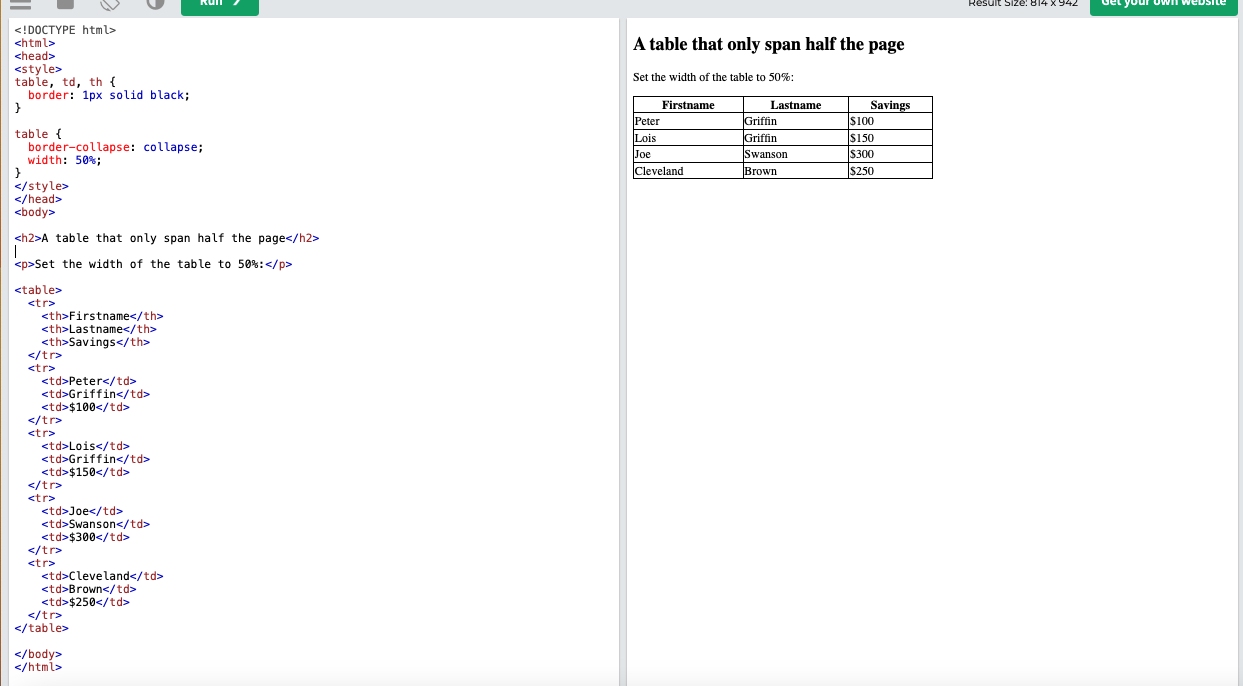 Run ❯
Result Size: 814 x 942
Get your own website
<!DOCTYPE html>
<html>
<head>
<style>
table, td, th {
  border: 1px solid black;
}
table {
  border-collapse: collapse;
  width: 50%;
}
</style>
</head>
<body>
<h2>A table that only span half the page</h2>
<p>Set the width of the table to 50%:</p>
<table>
  <tr>
    <th>Firstname</th>
    <th>Lastname</th>
    <th>Savings</th>
  </tr>
  <tr>
    <td>Peter</td>
    <td>Griffin</td>
    <td>$100</td>
  </tr>
  <tr>
    <td>Lois</td>
    <td>Griffin</td>
    <td>$150</td>
  </tr>
  <tr>
    <td>Joe</td>
    <td>Swanson</td>
    <td>$300</td>
  </tr>
  <tr>
    <td>Cleveland</td>
    <td>Brown</td>
    <td>$250</td>
  </tr>
</table>
</body>
</html>
A table that only span half the page
Set the width of the table to 50%:
Firstname Lastname Savings
Peter Griffin $100
Lois Griffin $150
Joe Swanson $300
Cleveland Brown $250